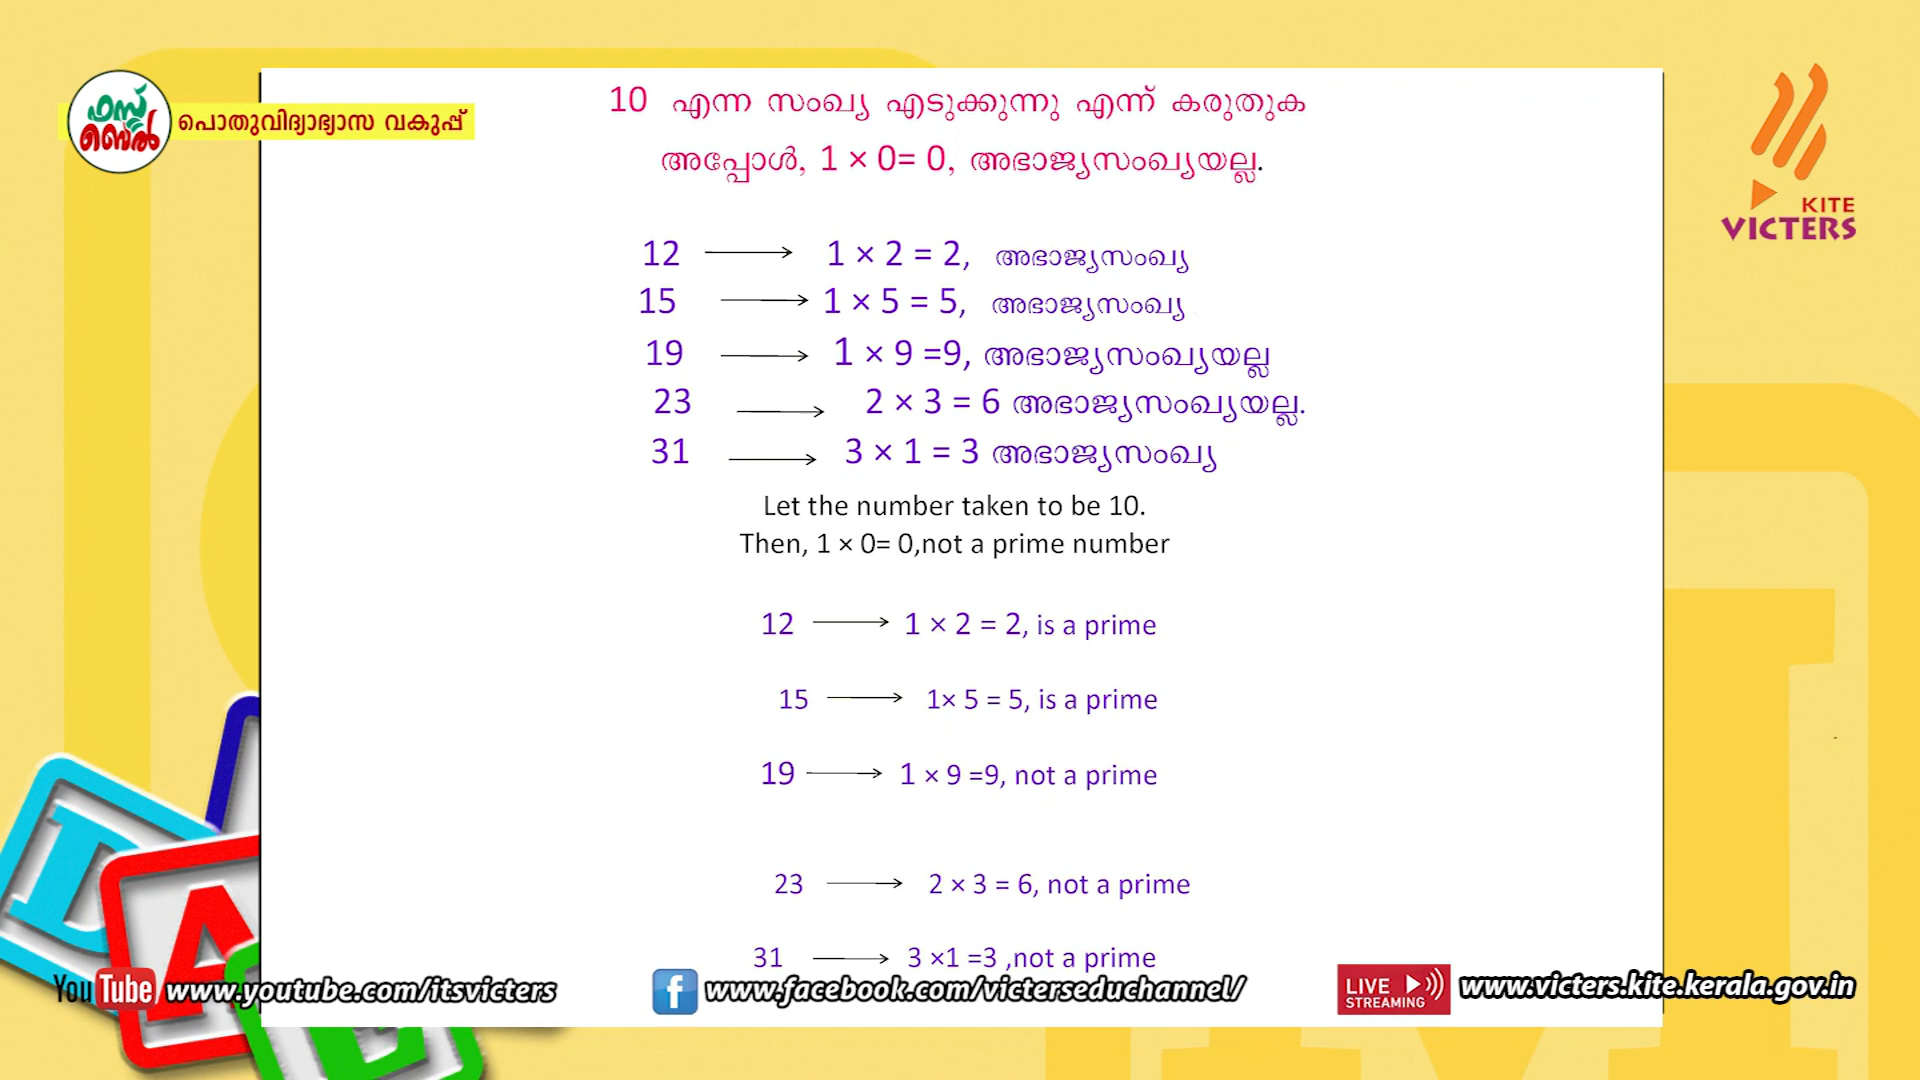 ഫസ്റ്റ്
ബെൽ
പൊതുവിദ്യാഭ്യാസ വകുപ്പ്
KITE
VICTERS
10 എന്ന സംഖ്യ എടുക്കുന്നു എന്ന് കരുതുക
അപ്പോൾ, 1 × 0= 0, അഭാജ്യസംഖ്യയല്ല.
12 → 1 × 2 = 2, അഭാജ്യസംഖ്യ
15 → 1 × 5 = 5, അഭാജ്യസംഖ്യ
19 → 1 × 9 =9, അഭാജ്യസംഖ്യയല്ല
23 → 2 × 3 = 6 അഭാജ്യസംഖ്യയല്ല.
31 → 3 × 1 = 3 അഭാജ്യസംഖ്യ
Let the number taken to be 10.
Then, 1 × 0= 0,not a prime number
12 → 1 × 2 = 2, is a prime
15 → 1× 5 = 5, is a prime
19 → 1 × 9 =9, not a prime
23 → 2 × 3 = 6, not a prime
31 → 3 ×1 =3 ,not a prime
D
A
YouTube www.youtube.com/itsvicters
f www.facebook.com/victerseduchannel/
LIVE STREAMING www.victers.kite.kerala.gov.in